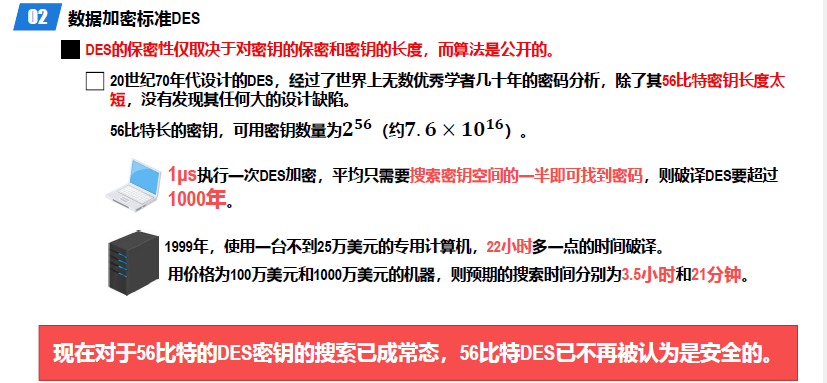 02 数据加密标准DES
DES的保密性仅取决于对密钥的保密和密钥的长度，而算法是公开的。
20世纪70年代设计的DES，经过了世界上无数优秀学者几十年的密码分析，除了其56比特密钥长度太
短，没有发现其任何大的设计缺陷。
56比特长的密钥，可用密钥数量为2⁵⁶（约7.6 × 10¹⁶）。
1μs执行一次DES加密，平均只需要搜索密钥空间的一半即可找到密码，则破译DES要超过
1000年。
1999年，使用一台不到25万美元的专用计算机，22小时多一点的时间破译。
用价格为100万美元和1000万美元的机器，则预期的搜索时间分别为3.5小时和21分钟。
现在对于56比特的DES密钥的搜索已成常态，56比特DES已不再被认为是安全的。